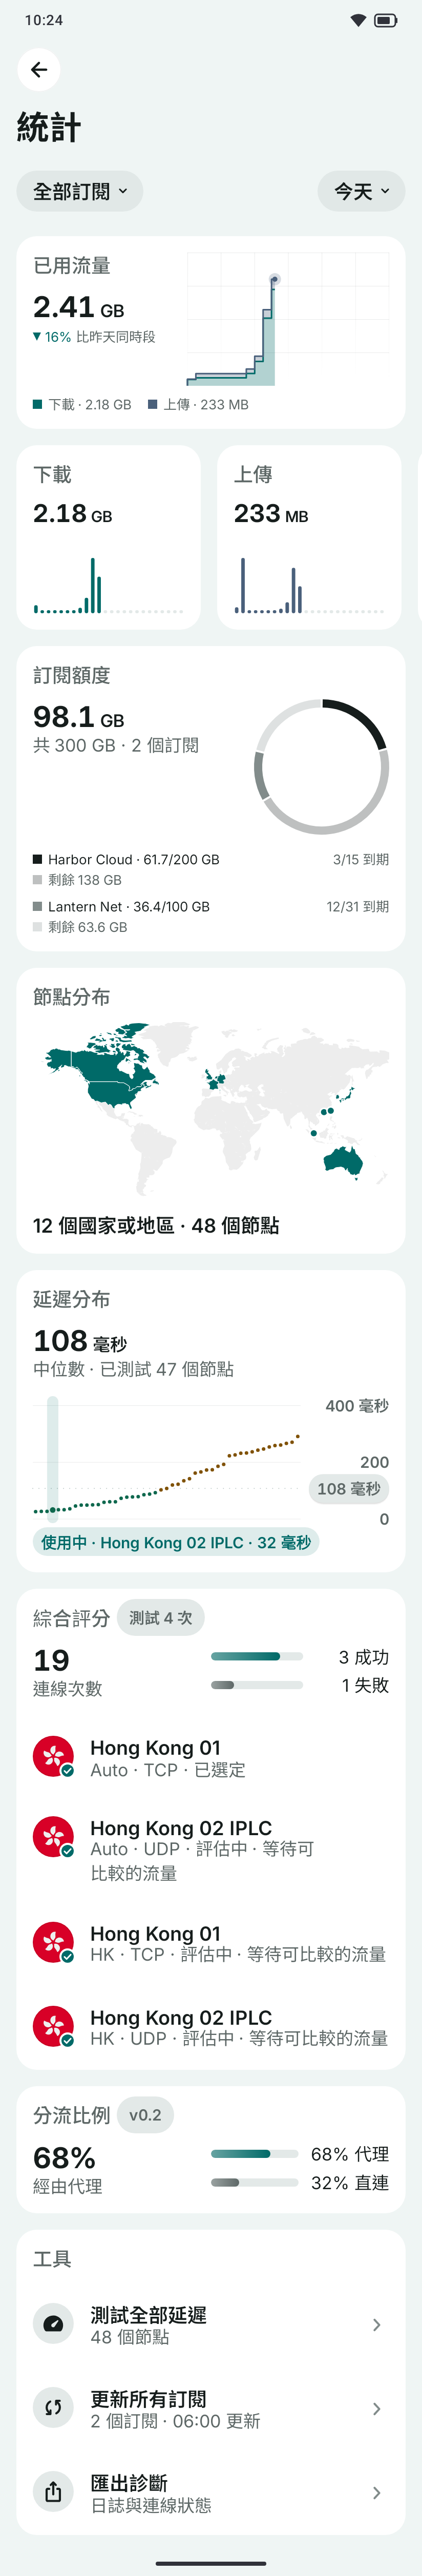 10:24
統計
全部訂閱
今天
已用流量
2.41 GB
▼ 16% 比昨天同時段
下載 · 2.18 GB
上傳 · 233 MB
下載
2.18 GB
上傳
233 MB
訂閱額度
98.1 GB
共 300 GB · 2 個訂閱
Harbor Cloud · 61.7/200 GB
3/15 到期
剩餘 138 GB
Lantern Net · 36.4/100 GB
12/31 到期
剩餘 63.6 GB
節點分布
12 個國家或地區 · 48 個節點
延遲分布
108 毫秒
中位數 · 已測試 47 個節點
400 毫秒
200
108 毫秒
0
使用中 · Hong Kong 02 IPLC · 32 毫秒
綜合評分
測試 4 次
19
連線次數
3 成功
1 失敗
Hong Kong 01
Auto · TCP · 已選定
Hong Kong 02 IPLC
Auto · UDP · 評估中 · 等待可
比較的流量
Hong Kong 01
HK · TCP · 評估中 · 等待可比較的流量
Hong Kong 02 IPLC
HK · UDP · 評估中 · 等待可比較的流量
分流比例
v0.2
68%
經由代理
68% 代理
32% 直連
工具
測試全部延遲
48 個節點
更新所有訂閱
2 個訂閱 · 06:00 更新
匯出診斷
日誌與連線狀態